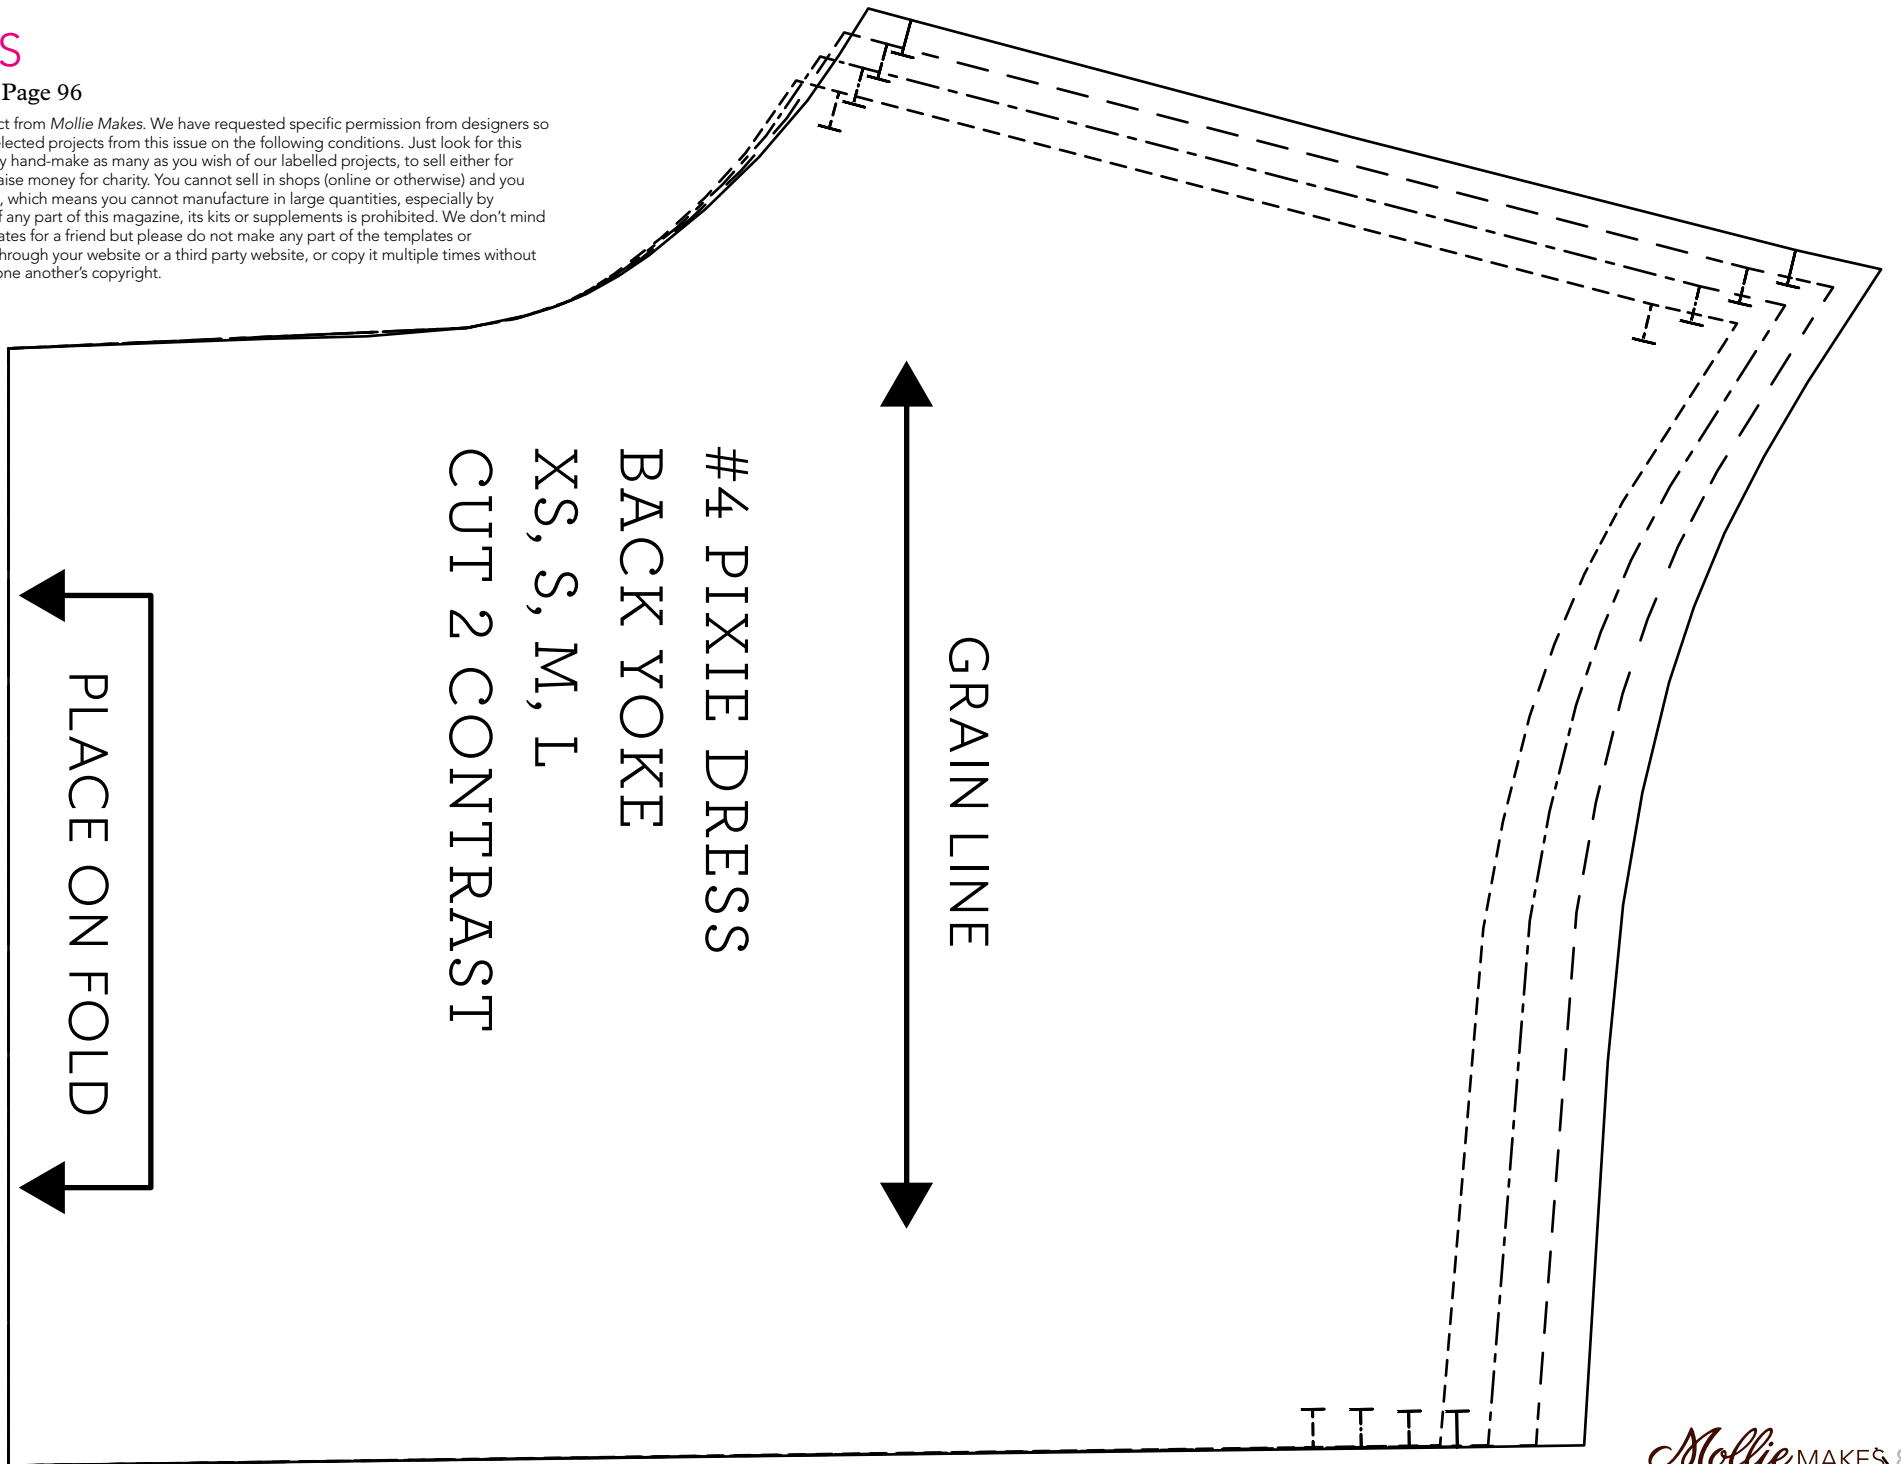 S
Page 96
ct from Mollie Makes. We have requested specific permission from designers so
elected projects from this issue on the following conditions. Just look for this
y hand-make as many as you wish of our labelled projects, to sell either for
aise money for charity. You cannot sell in shops (online or otherwise) and you
, which means you cannot manufacture in large quantities, especially by
f any part of this magazine, its kits or supplements is prohibited. We don't mind
ates for a friend but please do not make any part of the templates or
hrough your website or a third party website, or copy it multiple times without
one another's copyright.
#4 PIXIE DRESS
BACK YOKE
XS, S, M, L
CUT 2 CONTRAST
GRAIN LINE
PLACE ON FOLD
Mollie MAKES